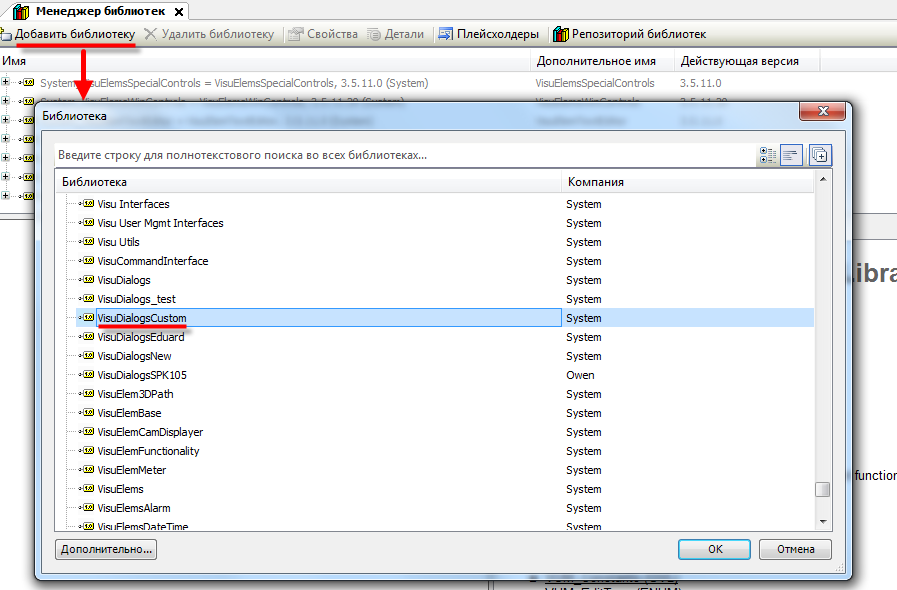 Менеджер библиотек
Добавить библиотеку Удалить библиотеку Свойства Детали Плейсхолдеры Репозиторий библиотек
Имя Дополнительное имя Действующая версия
System VisuElemsSpecialControls = VisuElemsSpecialControls, 3.5.11.0 (System) VisuElemsSpecialControls 3.5.11.0
Библиотека
Введите строку для полнотекстового поиска во всех библиотеках...
Библиотека Компания
Visu Interfaces System
Visu User Mgmt Interfaces System
Visu Utils System
VisuCommandInterface System
VisuDialogs System
VisuDialogs_test System
VisuDialogsCustom System
VisuDialogsEduard System
VisuDialogsNew System
VisuDialogsSPK105 Owen
VisuElem3DPath System
VisuElemBase System
VisuElemCamDisplayer System
VisuElemFunctionality System
VisuElemMeter System
VisuElems System
VisuElemsAlarm System
VisuElemsDateTime System
function
Дополнительно... OK Отмена